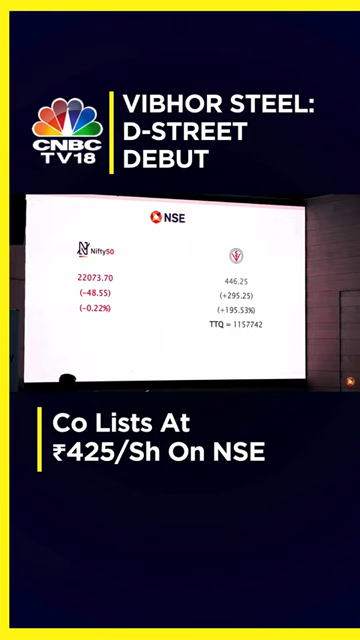 CNBC
TV18
VIBHOR STEEL:
D-STREET
DEBUT
NSE
Nifty50
22073.70
(-48.55)
(-0.22%)
446.25
(+295.25)
(+195.53%)
TTQ = 1157742
Co Lists At
₹425/Sh On NSE